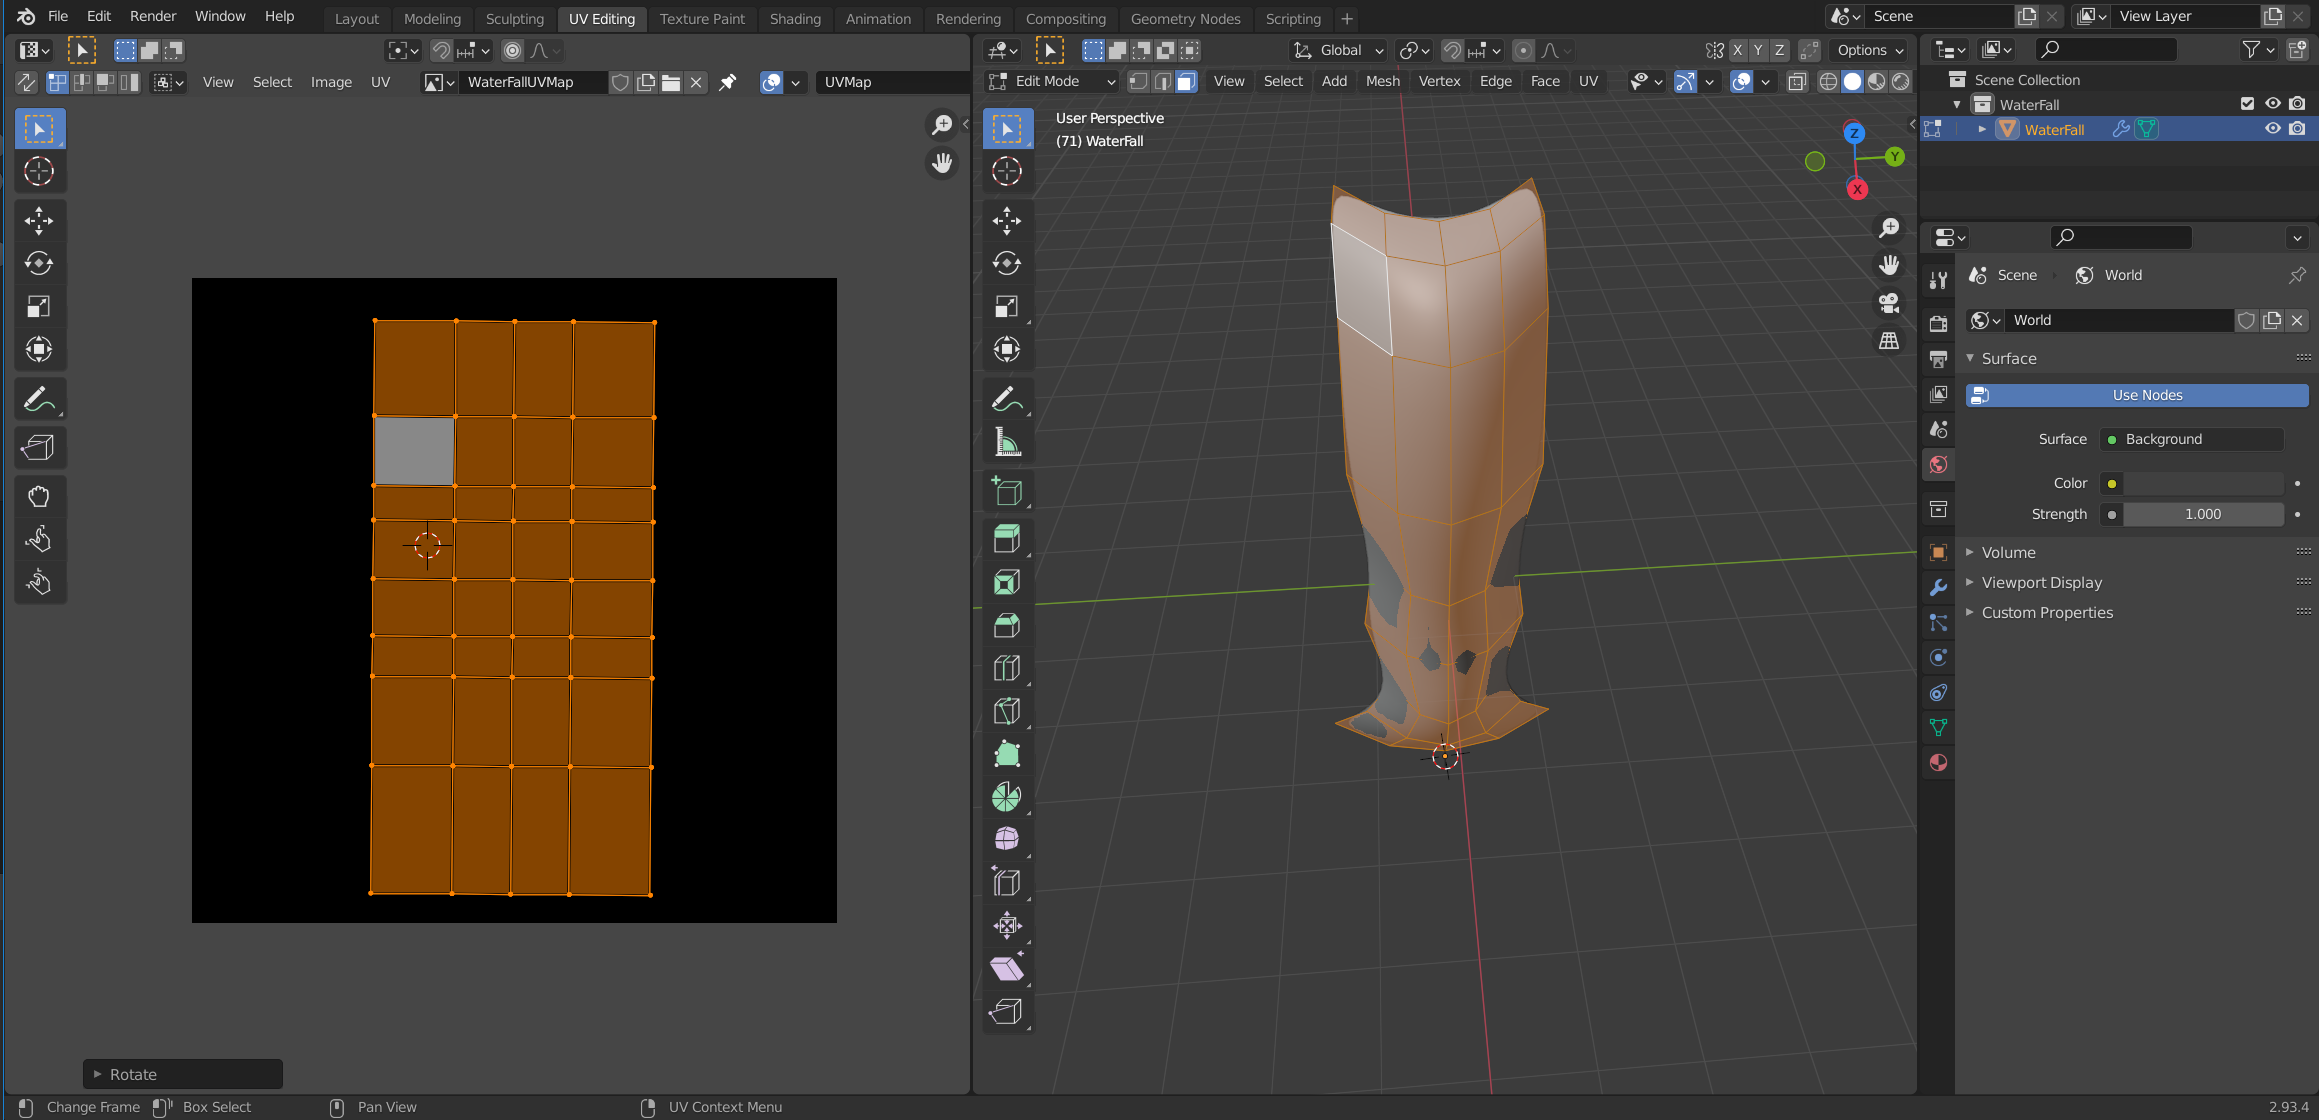 File Edit Render Window Help Layout Modeling Sculpting UV Editing Texture Paint Shading Animation Rendering Compositing Geometry Nodes Scripting Scene View Layer
Global X Y Z Options
View Select Image UV WaterFallUVMap UVMap
Edit Mode View Select Add Mesh Vertex Edge Face UV
User Perspective
(71) WaterFall
Z
Y
X
Scene Collection
WaterFall
WaterFall
Scene World
World
Surface
Use Nodes
Surface Background
Color
Strength 1.000
Volume
Viewport Display
Custom Properties
Rotate
Change Frame Box Select Pan View UV Context Menu 2.93.4